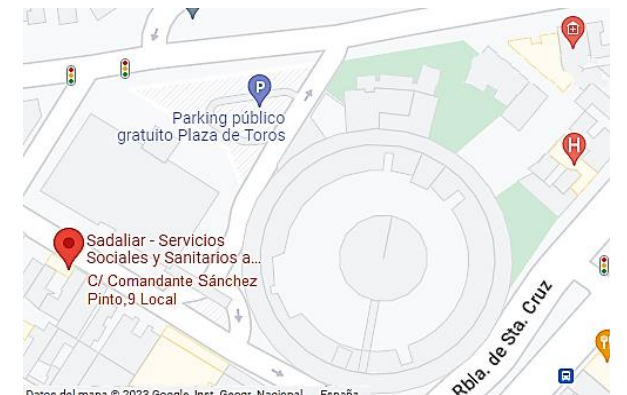 P
Parking público
gratuito Plaza de Toros
H
Sadaliar - Servicios
Sociales y Sanitarios a...
C/ Comandante Sánchez
Pinto,9 Local
Rbla. de Sta. Cruz
Datos del mapa © 2023 Google, Inst. Geogr. Nacional España